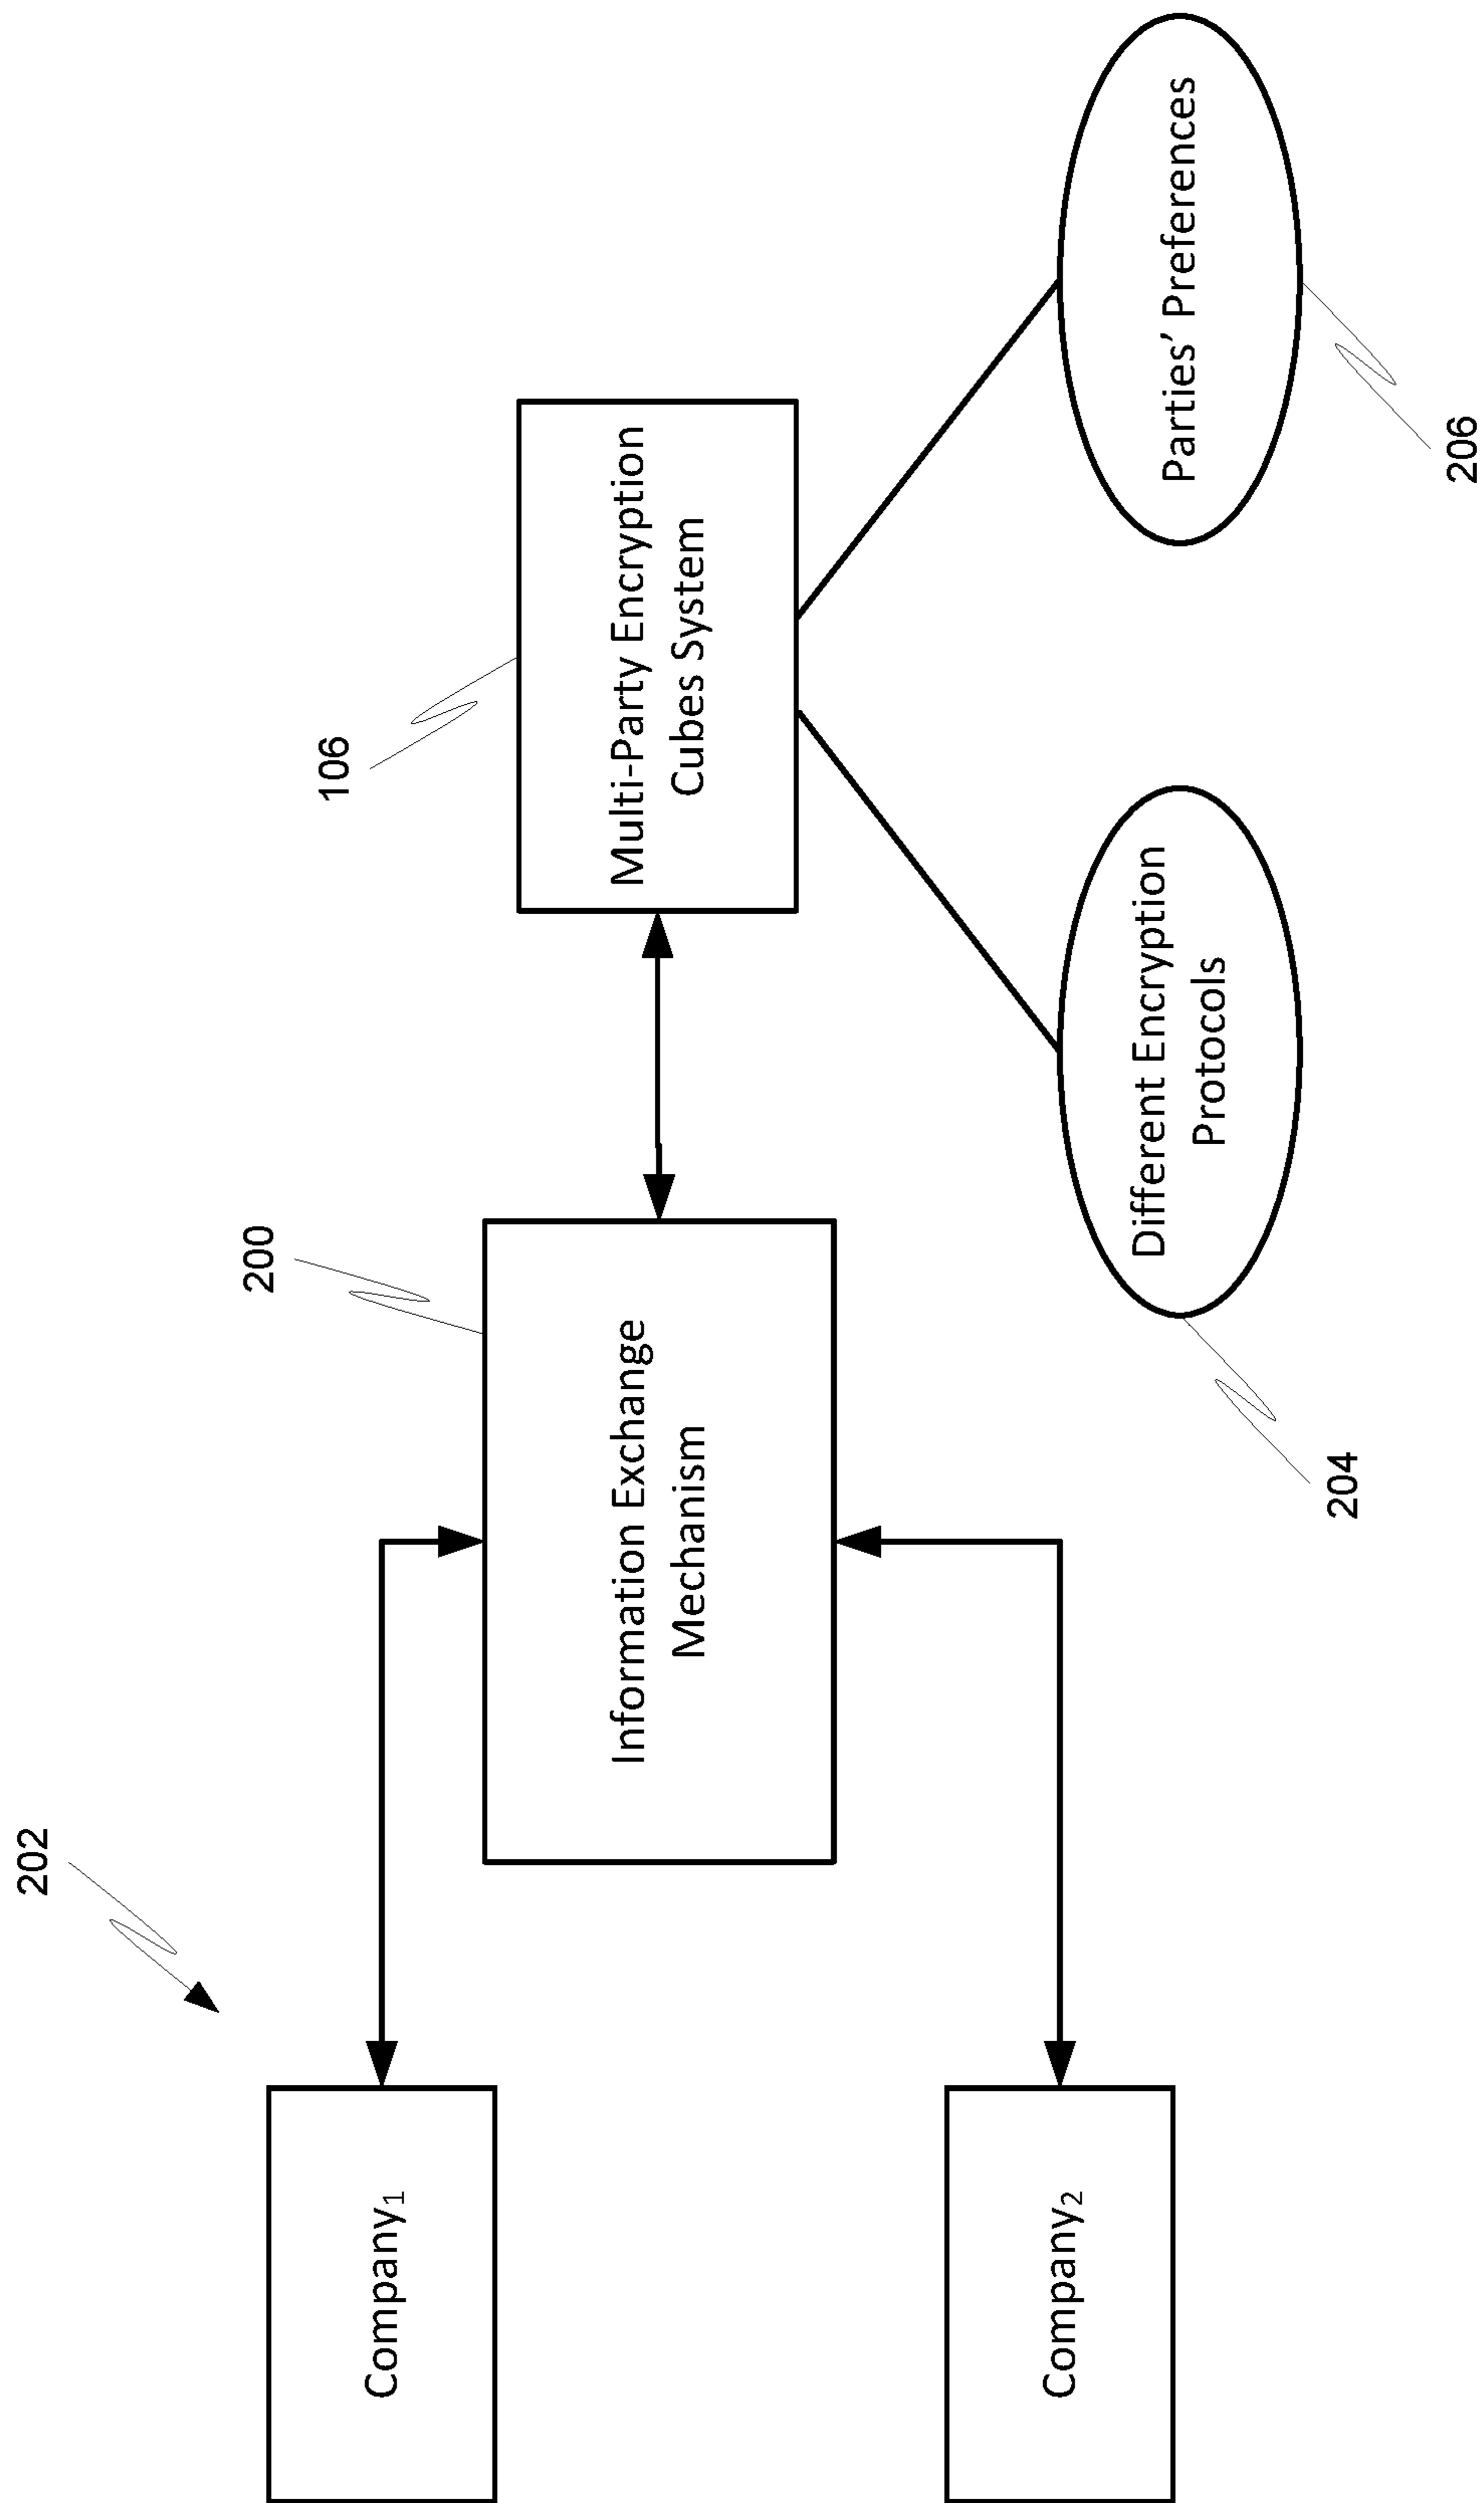 202
200
106
Company1
Information Exchange
Mechanism
Multi-Party Encryption
Cubes System
Company2
Different Encryption
Protocols
Parties’ Preferences
204
206